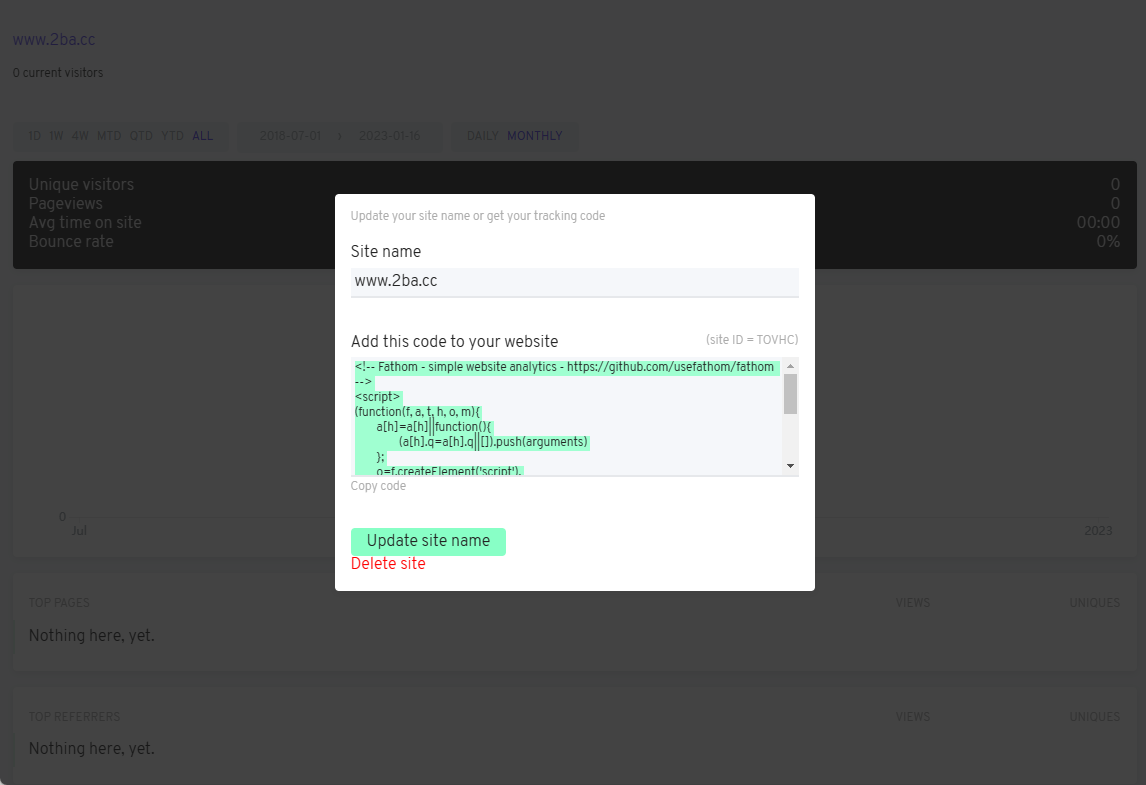 www.2ba.cc
0 current visitors
1D 1W 4W MTD QTD YTD ALL 2018-07-01 › 2023-01-16 DAILY MONTHLY
Unique visitors 0
Pageviews 0
Avg time on site 00:00
Bounce rate 0%
Update your site name or get your tracking code
Site name
www.2ba.cc
Add this code to your website (site ID = TOVHC)
<!-- Fathom - simple website analytics - https://github.com/usefathom/fathom
-->
<script>
(function(f, a, t, h, o, m){
a[h]=a[h]||function(){
(a[h].q=a[h].q||[]).push(arguments)
};
o=f.createElement('script'),
Copy code
Update site name
Delete site
0
Jul 2023
TOP PAGES VIEWS UNIQUES
Nothing here, yet.
TOP REFERRERS VIEWS UNIQUES
Nothing here, yet.